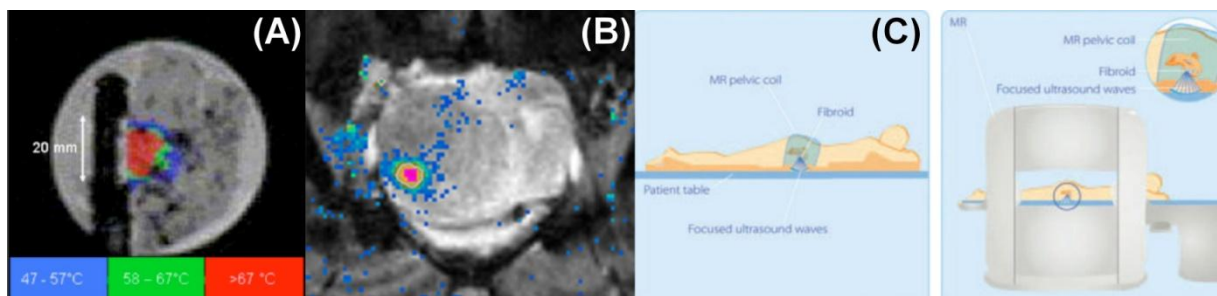 (A)
20 mm
47 - 57°C
58 – 67°C
>67 °C
(B)
(C)
MR pelvic coil
Fibroid
Patient table
Focused ultrasound waves
MR
MR pelvic coil
Fibroid
Focused ultrasound waves